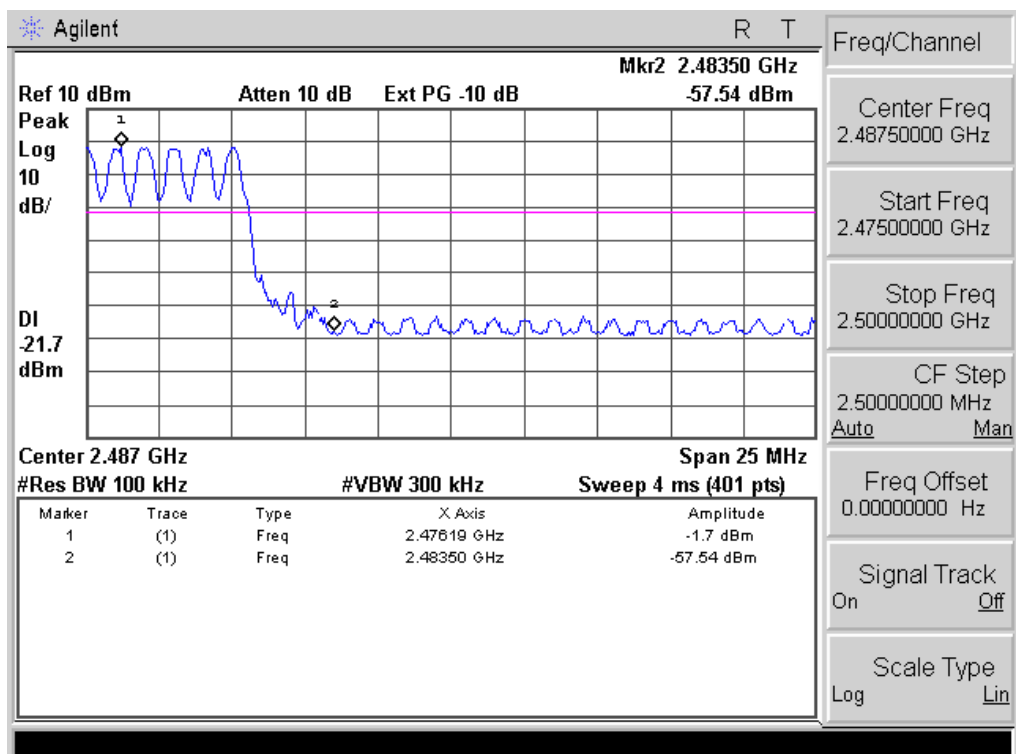 Agilent R T
Mkr2 2.48350 GHz
Ref 10 dBm Atten 10 dB Ext PG -10 dB -57.54 dBm
Peak
Log
10
dB/
1
2
DI
-21.7
dBm
Center 2.487 GHz Span 25 MHz
#Res BW 100 kHz #VBW 300 kHz Sweep 4 ms (401 pts)
Marker Trace Type X Axis Amplitude
1 (1) Freq 2.47619 GHz -1.7 dBm
2 (1) Freq 2.48350 GHz -57.54 dBm
Freq/Channel
Center Freq
2.48750000 GHz
Start Freq
2.47500000 GHz
Stop Freq
2.50000000 GHz
CF Step
2.50000000 MHz
Auto Man
Freq Offset
0.00000000 Hz
Signal Track
On Off
Scale Type
Log Lin